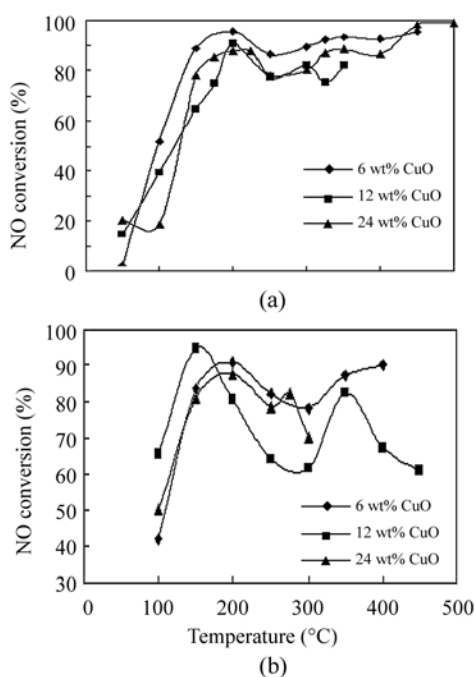 100
80
60
40
20
0
NO conversion (%)
6 wt% CuO
12 wt% CuO
24 wt% CuO
(a)
100
90
80
70
60
50
40
30
NO conversion (%)
6 wt% CuO
12 wt% CuO
24 wt% CuO
0 100 200 300 400 500
Temperature (°C)
(b)